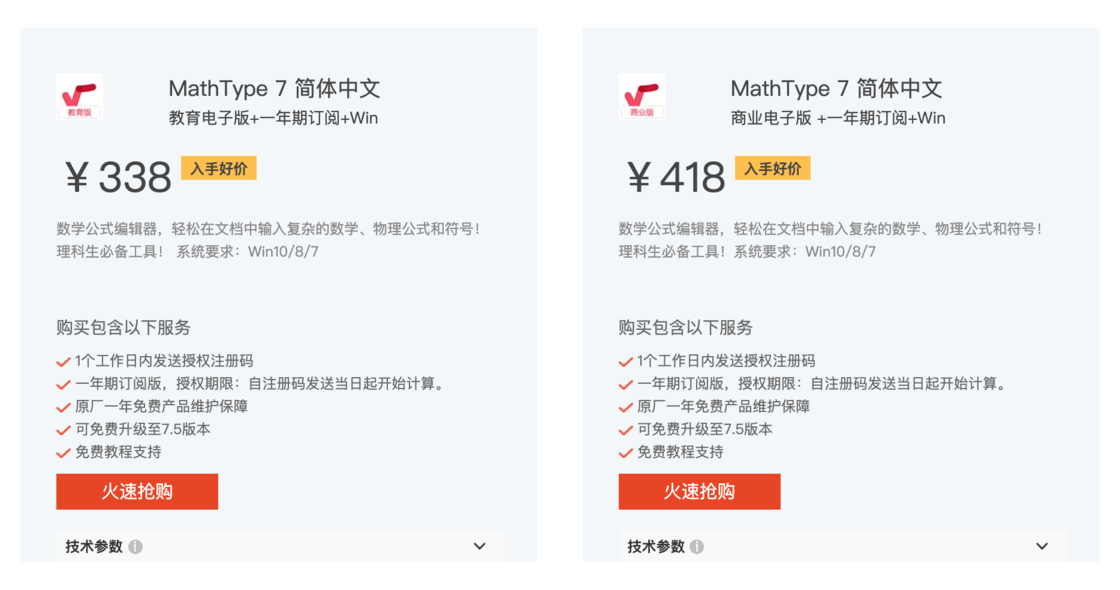 教育版
MathType 7 简体中文
教育电子版+一年期订阅+Win
¥ 338 入手好价
数学公式编辑器，轻松在文档中输入复杂的数学、物理公式和符号！
理科生必备工具！ 系统要求：Win10/8/7
购买包含以下服务
1个工作日内发送授权注册码
一年期订阅版，授权期限：自注册码发送当日起开始计算。
原厂一年免费产品维护保障
可免费升级至7.5版本
免费教程支持
火速抢购
技术参数
商业版
MathType 7 简体中文
商业电子版 +一年期订阅+Win
¥ 418 入手好价
数学公式编辑器，轻松在文档中输入复杂的数学、物理公式和符号！
理科生必备工具！系统要求：Win10/8/7
购买包含以下服务
1个工作日内发送授权注册码
一年期订阅版，授权期限：自注册码发送当日起开始计算。
原厂一年免费产品维护保障
可免费升级至7.5版本
免费教程支持
火速抢购
技术参数